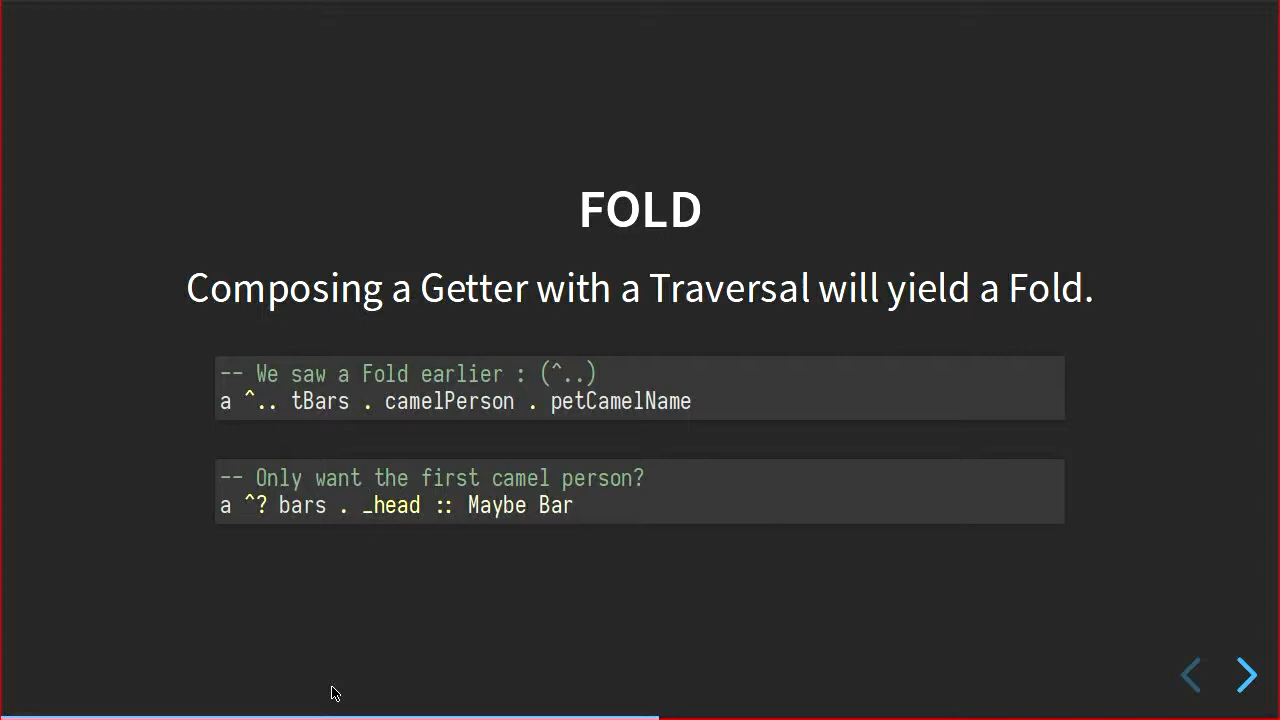 FOLD
Composing a Getter with a Traversal will yield a Fold.
-- We saw a Fold earlier : (^..)
a ^.. tBars . camelPerson . petCamelName
-- Only want the first camel person?
a ^? bars . _head :: Maybe Bar